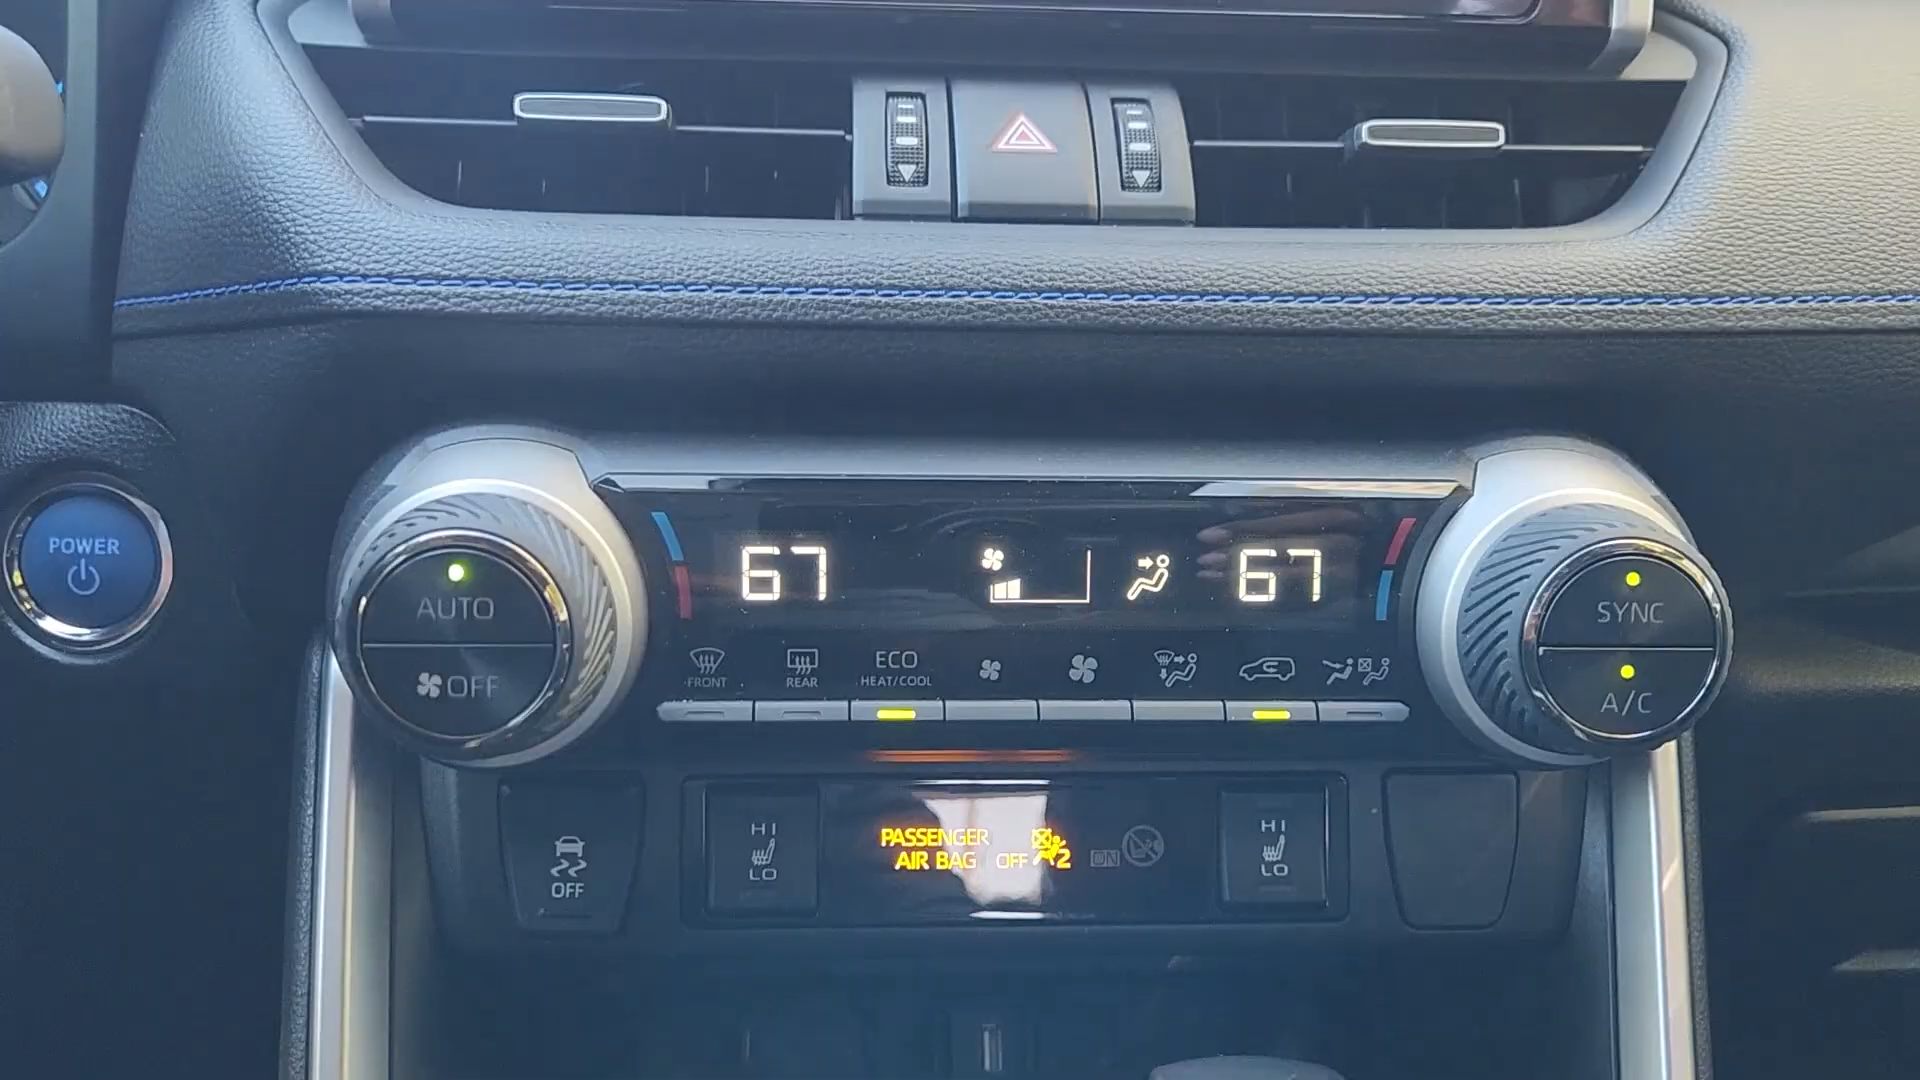 POWER
AUTO
OFF
67
67
SYNC
A/C
FRONT
REAR
ECO
HEAT/COOL
OFF
HI
LO
PASSENGER
AIR BAG OFF 2
ON
HI
LO